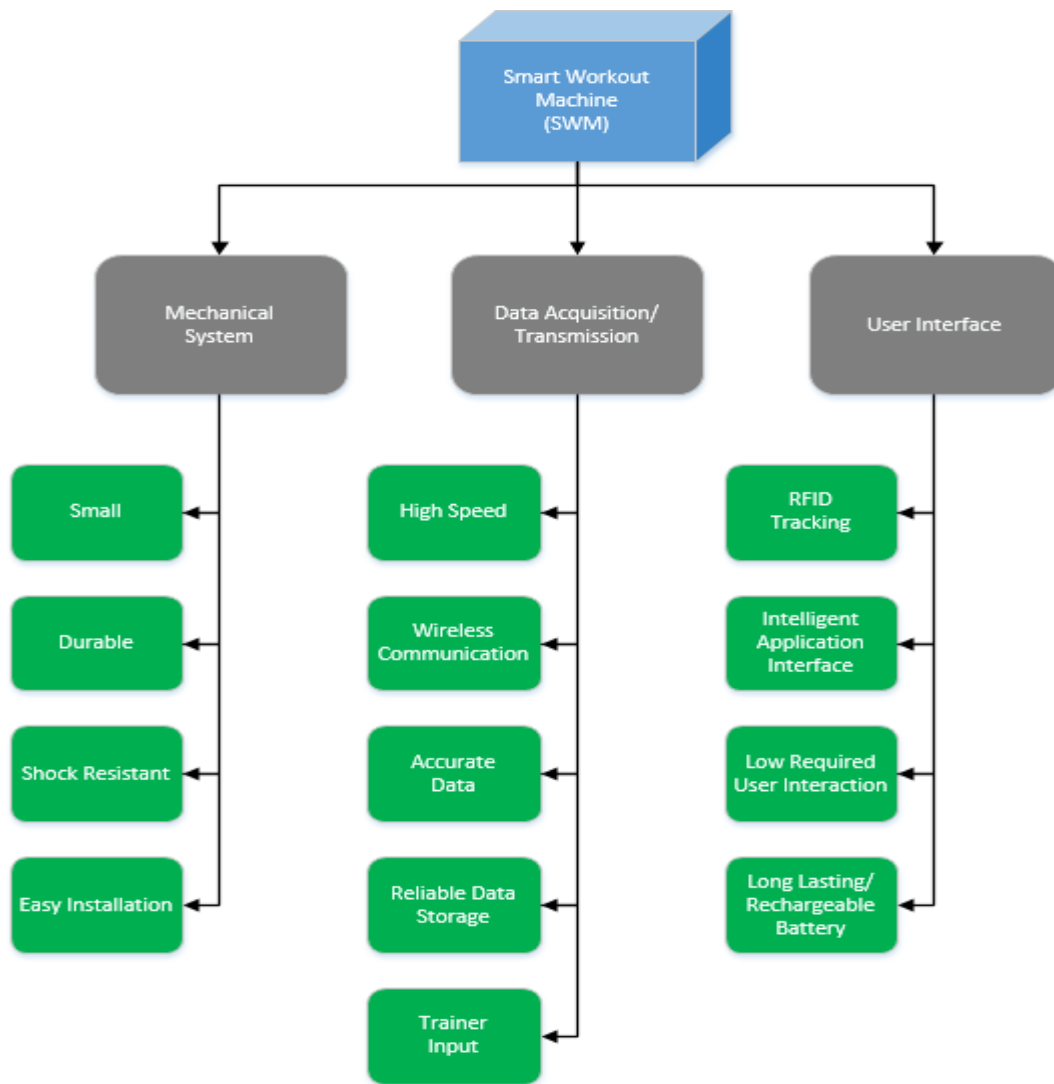 Smart Workout
Machine
(SWM)
Mechanical
System
Data Acquisition/
Transmission
User Interface
Small
Durable
Shock Resistant
Easy Installation
High Speed
Wireless
Communication
Accurate
Data
Reliable Data
Storage
Trainer
Input
RFID
Tracking
Intelligent
Application
Interface
Low Required
User Interaction
Long Lasting/
Rechargeable
Battery